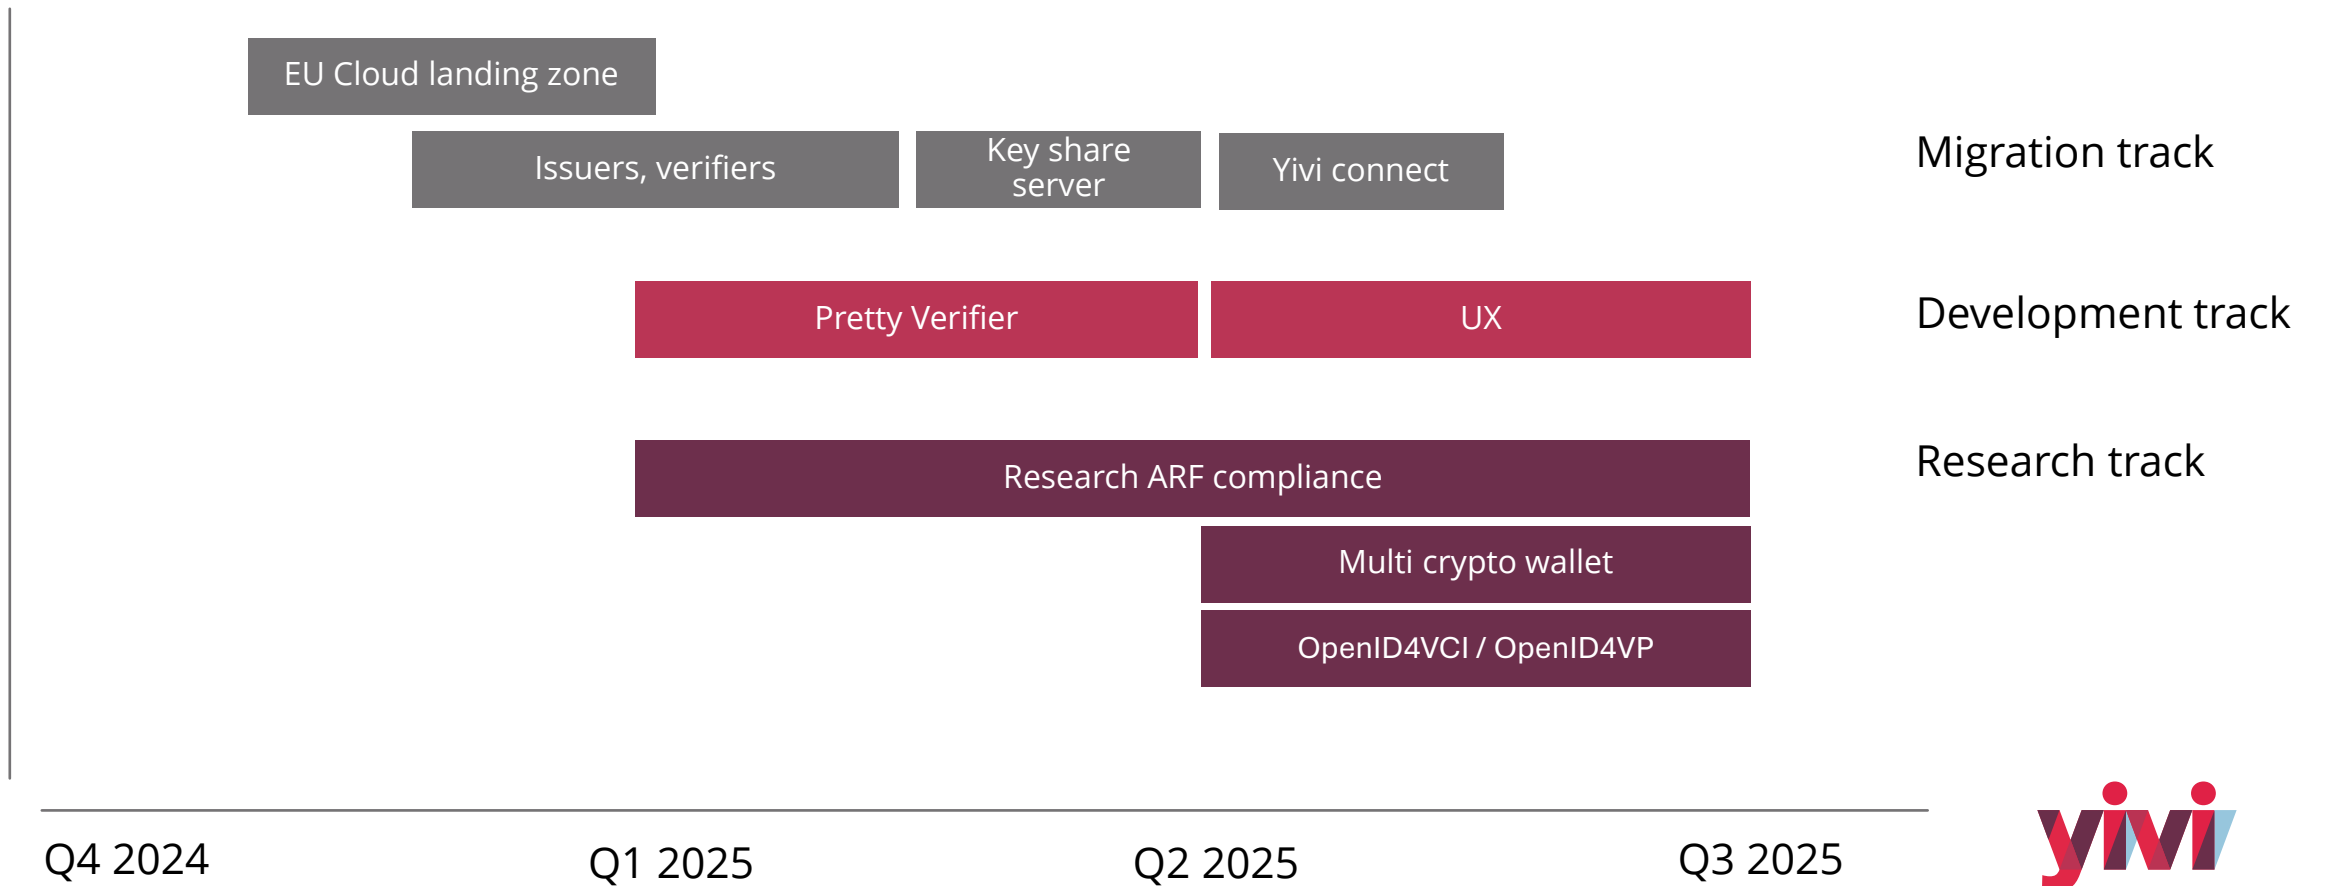 EU Cloud landing zone
Issuers, verifiers
Key share
server
Yivi connect
Migration track
Pretty Verifier
UX
Development track
Research ARF compliance
Research track
Multi crypto wallet
OpenID4VCI / OpenID4VP
Q4 2024
Q1 2025
Q2 2025
Q3 2025
yivi